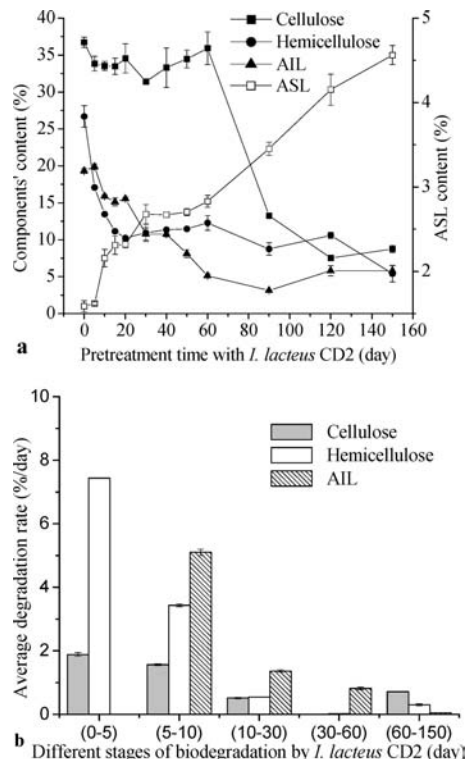 40
35
30
25
20
15
10
5
0
Components' content (%)
Cellulose
Hemicellulose
AIL
ASL
5
4
3
2
ASL content (%)
0 20 40 60 80 100 120 140 160
a Pretreatment time with I. lacteus CD2 (day)
10
8
6
4
2
0
Average degradation rate (%/day)
Cellulose
Hemicellulose
AIL
(0-5) (5-10) (10-30) (30-60) (60-150)
b Different stages of biodegradation by I. lacteus CD2 (day)